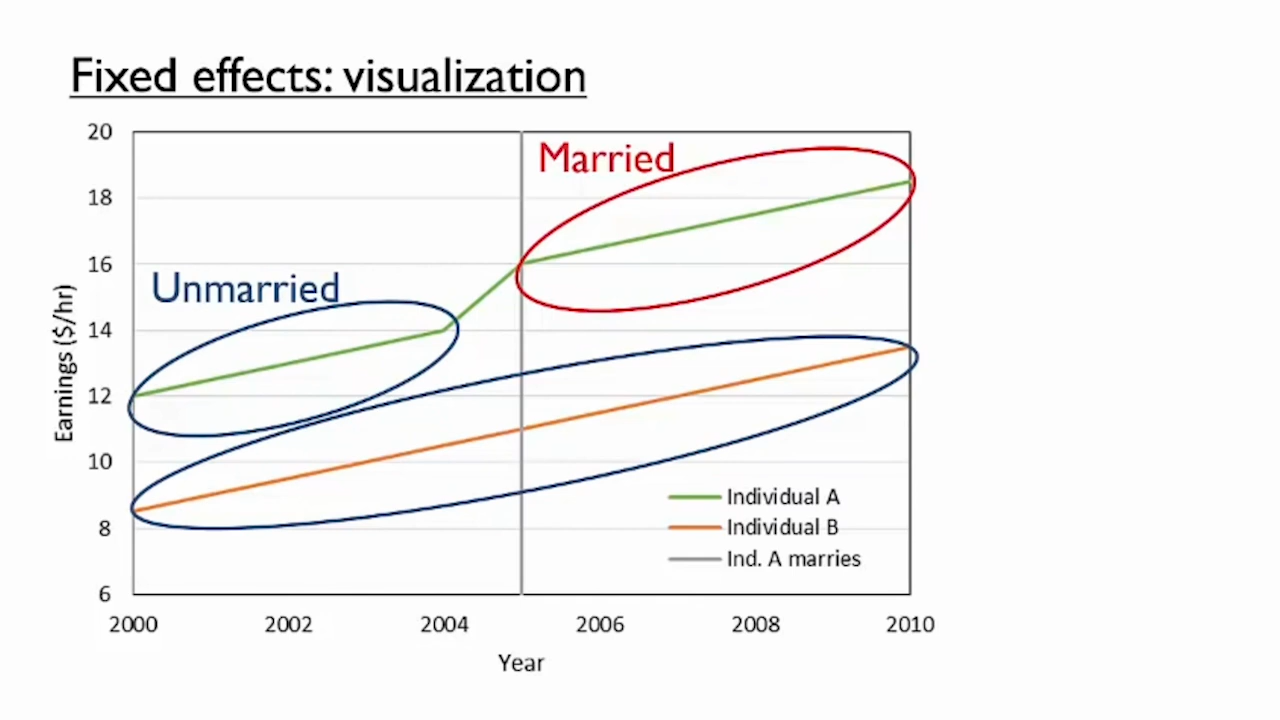 Fixed effects: visualization
20
Married
18
16
Unmarried
14
12
10
8
6
Earnings ($/hr)
Individual A
Individual B
Ind. A marries
2000 2002 2004 2006 2008 2010
Year